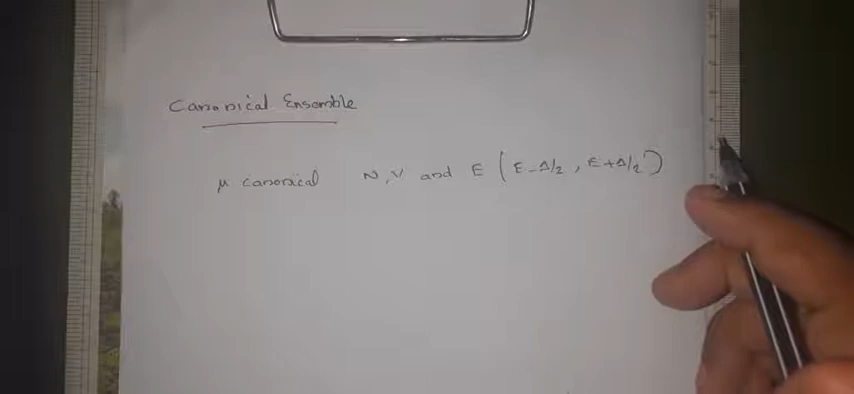 Canonical Ensemble
μ canonical N, V and E (E-Δ/2, E+Δ/2)